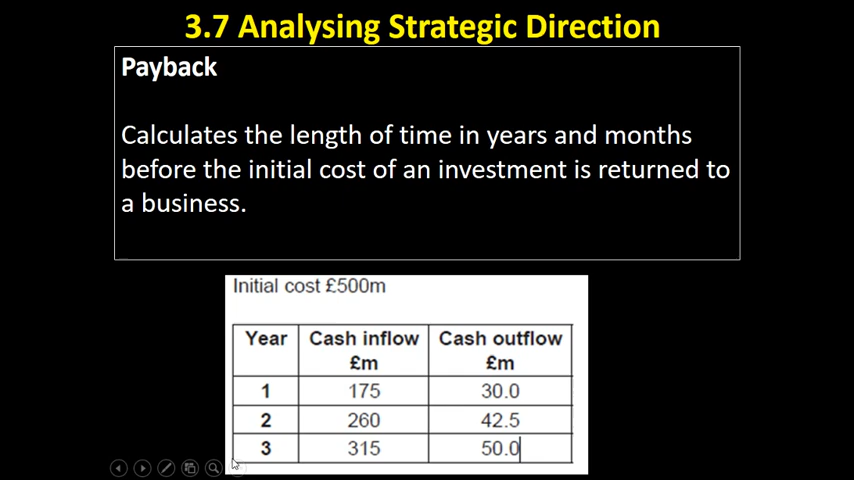 3.7 Analysing Strategic Direction
Payback
Calculates the length of time in years and months
before the initial cost of an investment is returned to
a business.
Initial cost £500m
Year Cash inflow £m Cash outflow £m
1 175 30.0
2 260 42.5
3 315 50.0